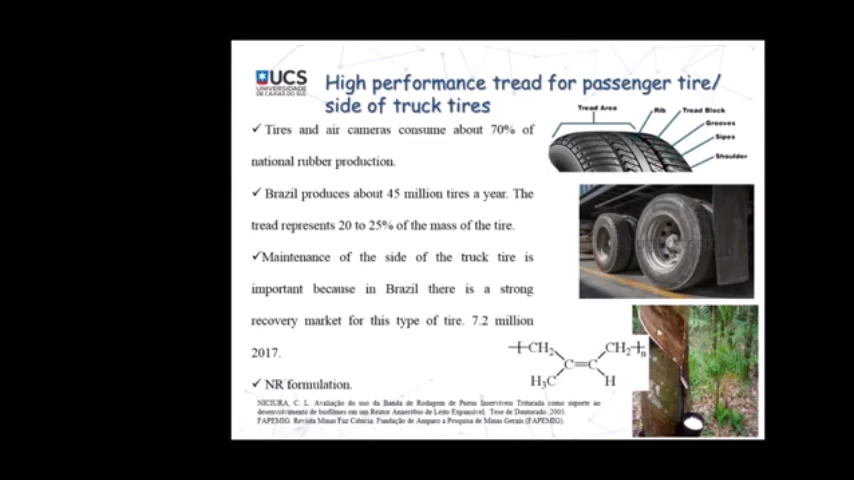 UCS
UNIVERSIDADE
DE CAXIAS DO SUL
High performance tread for passenger tire/
side of truck tires
Tread Area
Rib
Tread Block
Grooves
Sipes
Shoulder
✓ Tires and air cameras consume about 70% of
national rubber production.
✓ Brazil produces about 45 million tires a year. The
tread represents 20 to 25% of the mass of the tire.
✓Maintenance of the side of the truck tire is
important because in Brazil there is a strong
recovery market for this type of tire. 7.2 million
2017.
✓ NR formulation.
CH2
CH2
n
C=C
H3C
H
NICIURA, C. L. Avaliação do uso da Banda de Rodagem de Pneus Inservíveis Triturada como suporte ao
desenvolvimento de biofilmes em um Reator Anaeróbio de Leito Expansível. Tese de Doutorado. 2005.
FAPEMIG. Revista Minas Faz Ciência. Fundação de Amparo a Pesquisa de Minas Gerais (FAPEMIG).